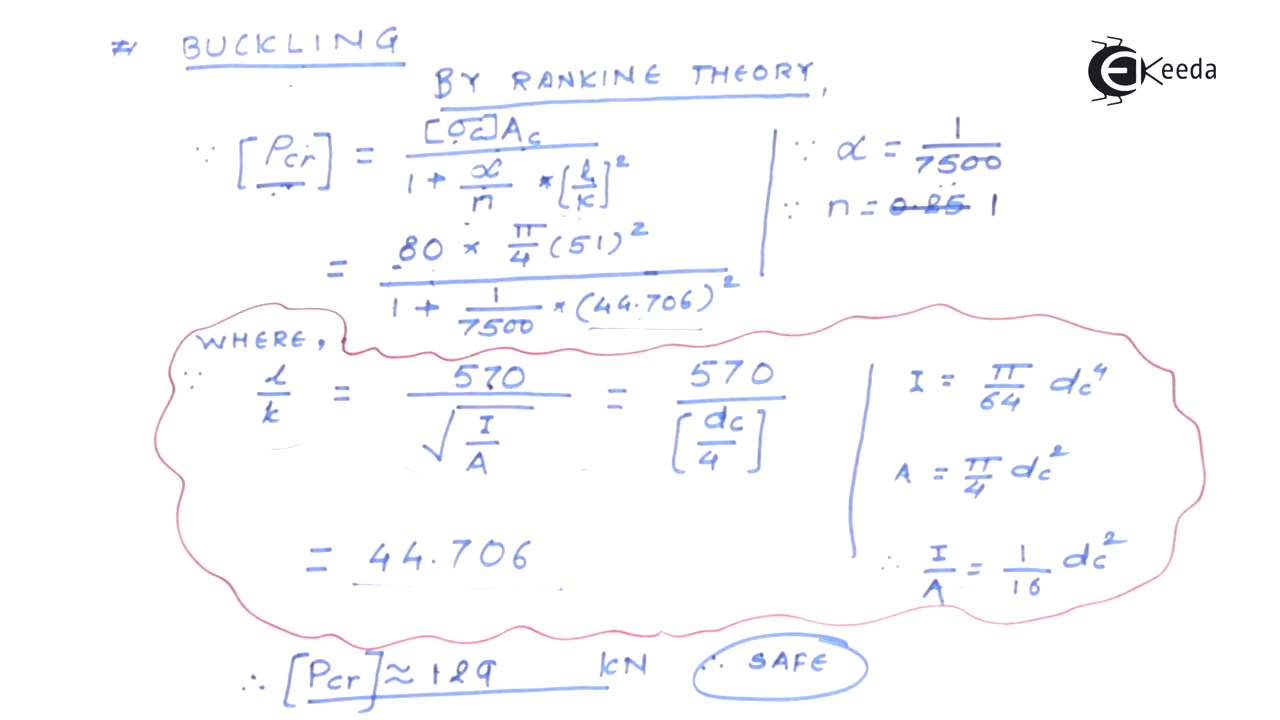 * BUCKLING
BY RANKINE THEORY,
EKeeda
∵ [Pcr] = [σc]Ac / 1 + α/n * [l/k]²
∵ α = 1/7500
∵ n = 0.25 1
= 80 * π/4 (51)² / 1 + 1/7500 * (44.706)²
WHERE,
∵ l/k = 570 / √(I/A) = 570 / [dc/4]
I = π/64 dc⁴
A = π/4 dc²
= 44.706
∴ I/A = 1/16 dc²
∴ [Pcr] ≈ 129 kN ∴ SAFE